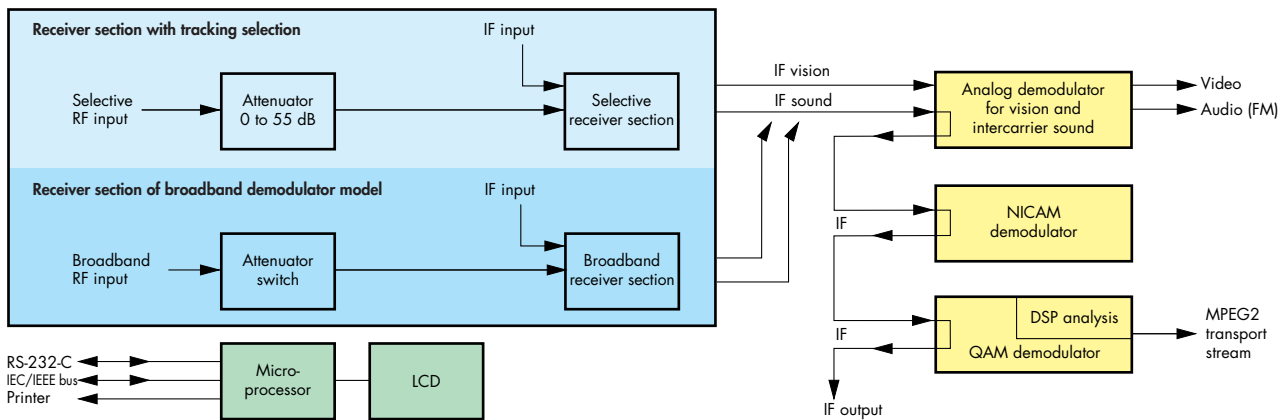 Receiver section with tracking selection
IF input
Selective
RF input
Attenuator
0 to 55 dB
Selective
receiver section
IF vision
IF sound
Analog demodulator
for vision and
intercarrier sound
Video
Audio (FM)
Receiver section of broadband demodulator model
IF input
Broadband
RF input
Attenuator
switch
Broadband
receiver section
IF
NICAM
demodulator
IF
DSP analysis
QAM demodulator
MPEG2
transport
stream
IF output
RS-232-C
IEC/IEEE bus
Printer
Micro-
processor
LCD